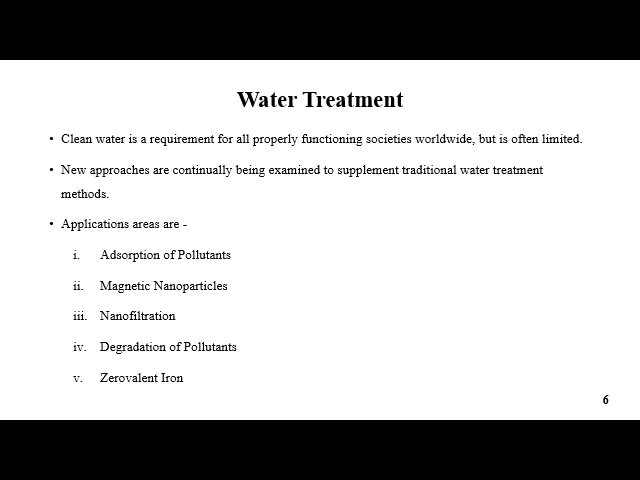 Water Treatment
• Clean water is a requirement for all properly functioning societies worldwide, but is often limited.
• New approaches are continually being examined to supplement traditional water treatment
methods.
• Applications areas are -
i. Adsorption of Pollutants
ii. Magnetic Nanoparticles
iii. Nanofiltration
iv. Degradation of Pollutants
v. Zerovalent Iron
6